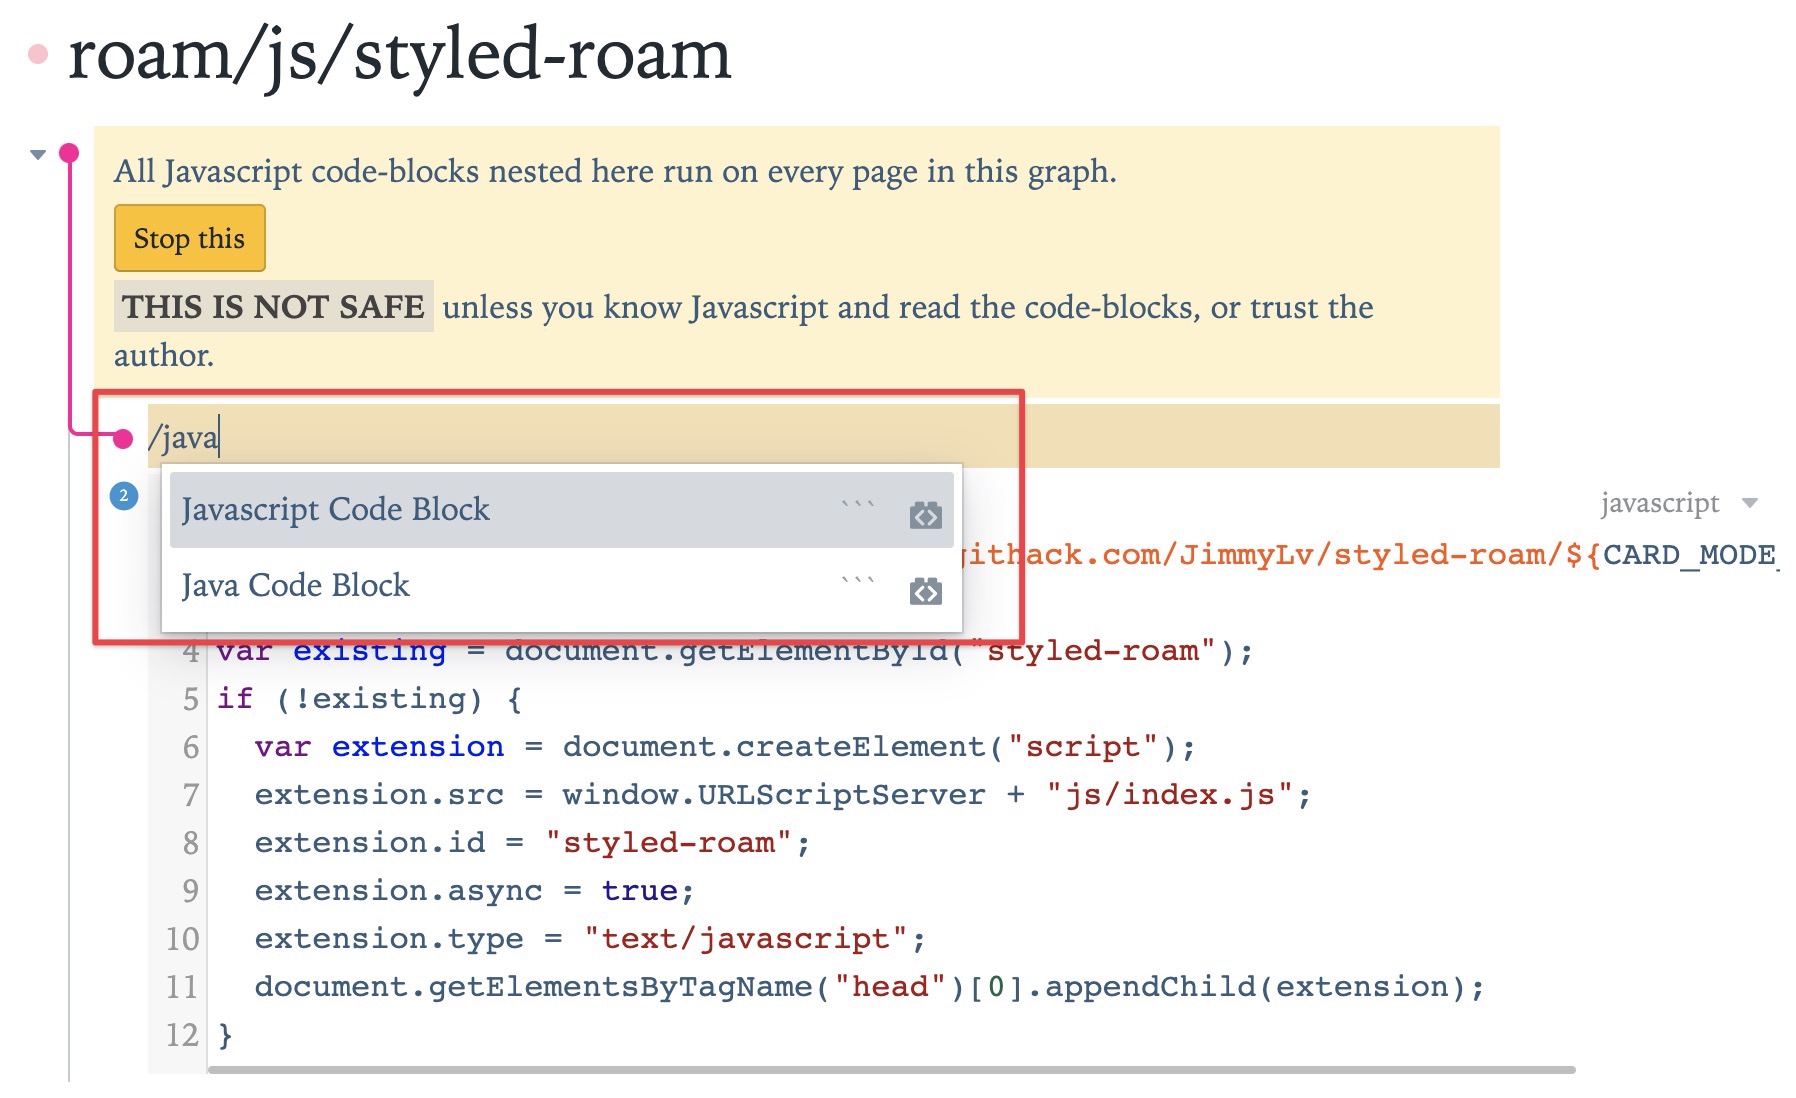 roam/js/styled-roam
All Javascript code-blocks nested here run on every page in this graph.
Stop this
THIS IS NOT SAFE unless you know Javascript and read the code-blocks, or trust the
author.
/java
Javascript Code Block ```
Java Code Block ```
2
javascript
githack.com/JimmyLv/styled-roam/${CARD_MODE_
4 var existing = document.getElementById("styled-roam");
5 if (!existing) {
6 var extension = document.createElement("script");
7 extension.src = window.URLScriptServer + "js/index.js";
8 extension.id = "styled-roam";
9 extension.async = true;
10 extension.type = "text/javascript";
11 document.getElementsByTagName("head")[0].appendChild(extension);
12 }